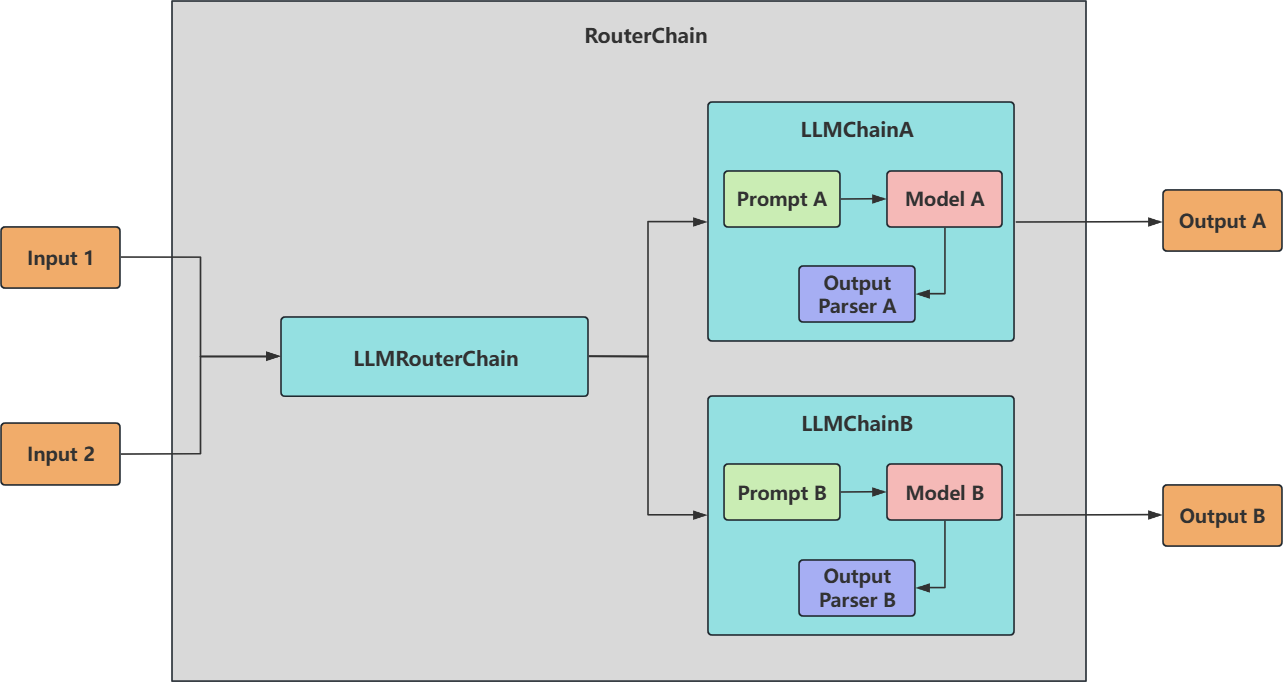 RouterChain
LLMChainA
Prompt A
Model A
Output
Parser A
Output A
Input 1
LLMRouterChain
Input 2
LLMChainB
Prompt B
Model B
Output
Parser B
Output B